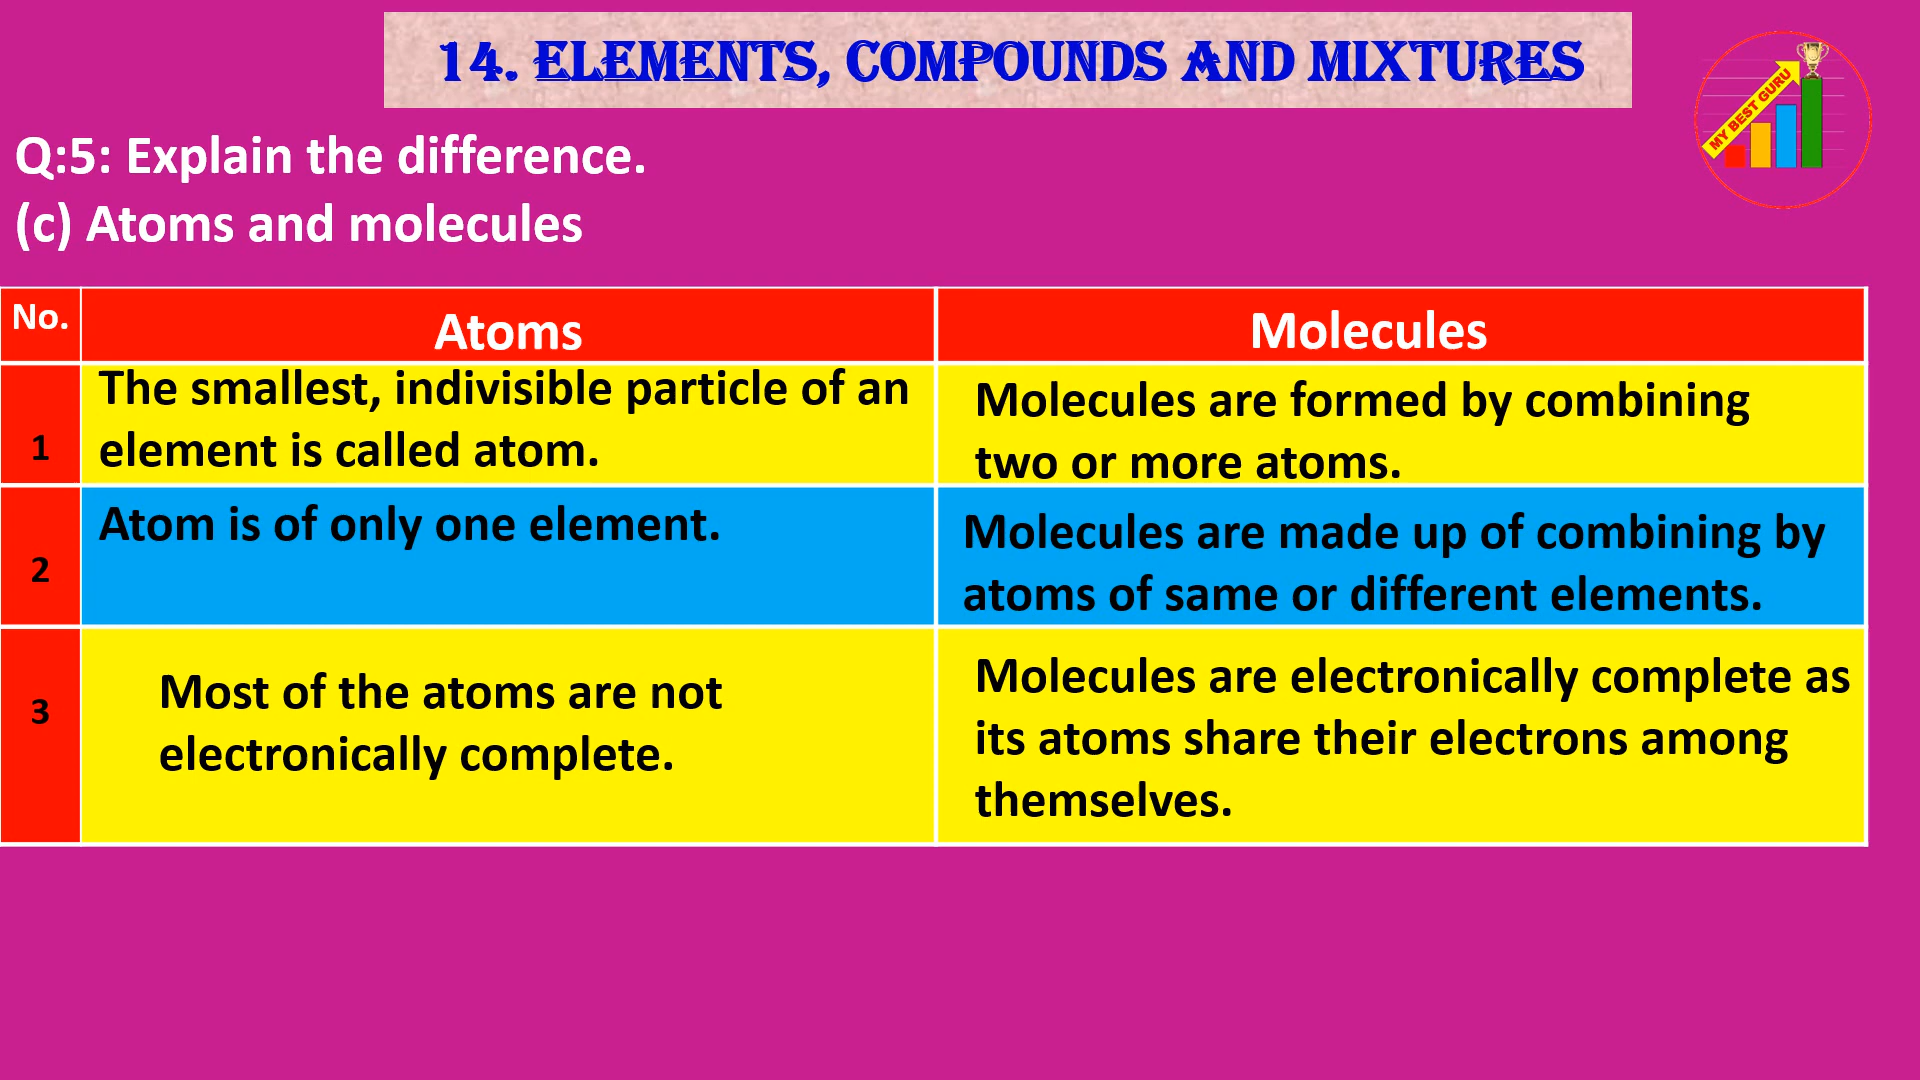 14. ELEMENTS, COMPOUNDS AND MIXTURES
MY BEST GURU
Q:5: Explain the difference.
(c) Atoms and molecules
No.
Atoms
Molecules
1
The smallest, indivisible particle of an
element is called atom.
Molecules are formed by combining
two or more atoms.
2
Atom is of only one element.
Molecules are made up of combining by
atoms of same or different elements.
3
Most of the atoms are not
electronically complete.
Molecules are electronically complete as
its atoms share their electrons among
themselves.